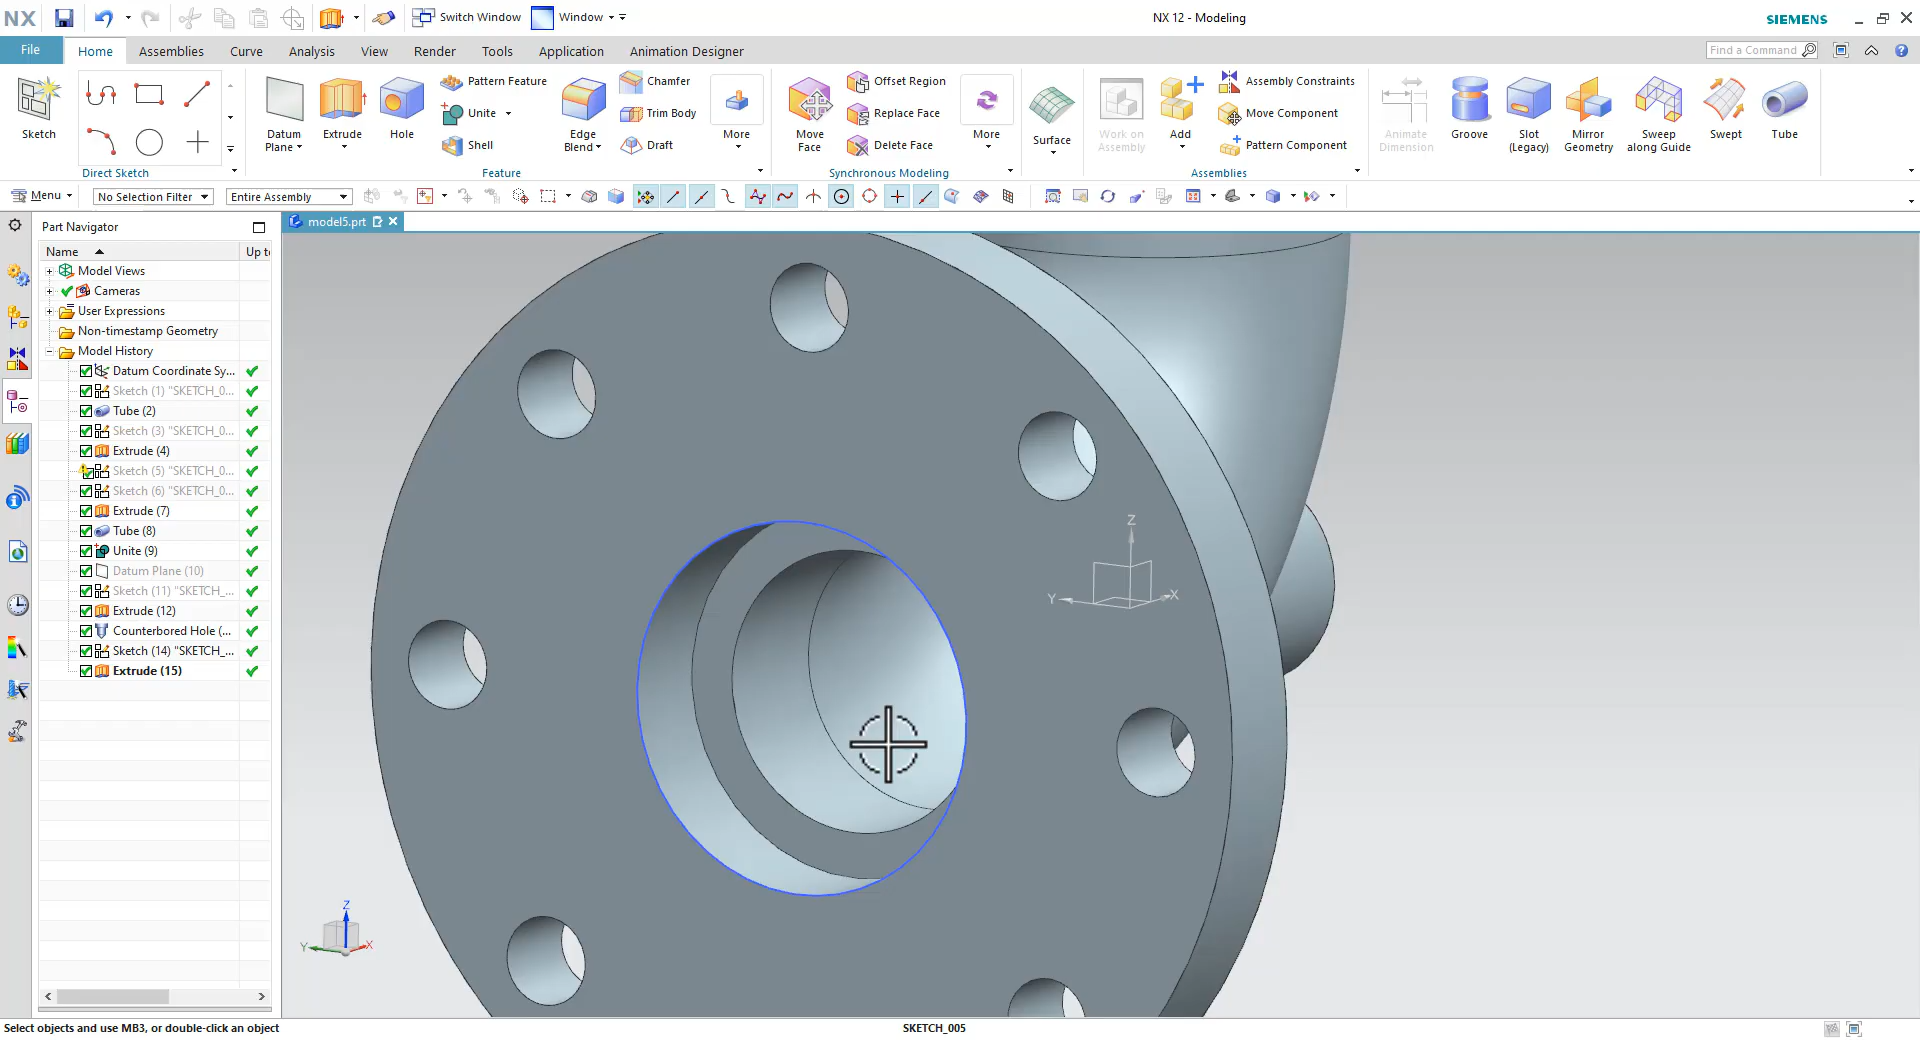 NX
Switch Window
Window
NX 12 - Modeling
SIEMENS
File
Home
Assemblies
Curve
Analysis
View
Render
Tools
Application
Animation Designer
Find a Command
Sketch
Direct Sketch
Datum Plane
Extrude
Hole
Pattern Feature
Unite
Shell
Edge Blend
Chamfer
Trim Body
Draft
More
Feature
Move Face
Offset Region
Replace Face
Delete Face
More
Synchronous Modeling
Surface
Work on Assembly
Add
Assembly Constraints
Move Component
Pattern Component
Assemblies
Animate Dimension
Groove
Slot (Legacy)
Mirror Geometry
Sweep along Guide
Swept
Tube
Menu
No Selection Filter
Entire Assembly
Part Navigator
model5.prt
Name
Up t
Model Views
Cameras
User Expressions
Non-timestamp Geometry
Model History
Datum Coordinate Sy...
Sketch (1) "SKETCH_0...
Tube (2)
Sketch (3) "SKETCH_0...
Extrude (4)
Sketch (5) "SKETCH_0...
Sketch (6) "SKETCH_0...
Extrude (7)
Tube (8)
Unite (9)
Datum Plane (10)
Sketch (11) "SKETCH_...
Extrude (12)
Counterbored Hole (...
Sketch (14) "SKETCH_...
Extrude (15)
Z
Y
X
Z
Y
X
Select objects and use MB3, or double-click an object
SKETCH_005